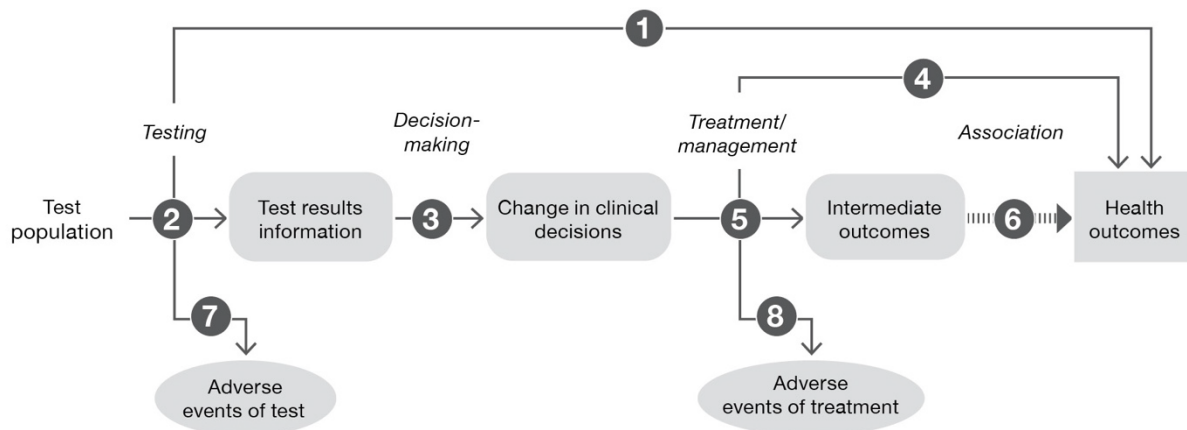 1
4
Testing
Decision-
making
Treatment/
management
Association
Test
population
2
Test results
information
3
Change in clinical
decisions
5
Intermediate
outcomes
6
Health
outcomes
7
8
Adverse
events of test
Adverse
events of treatment